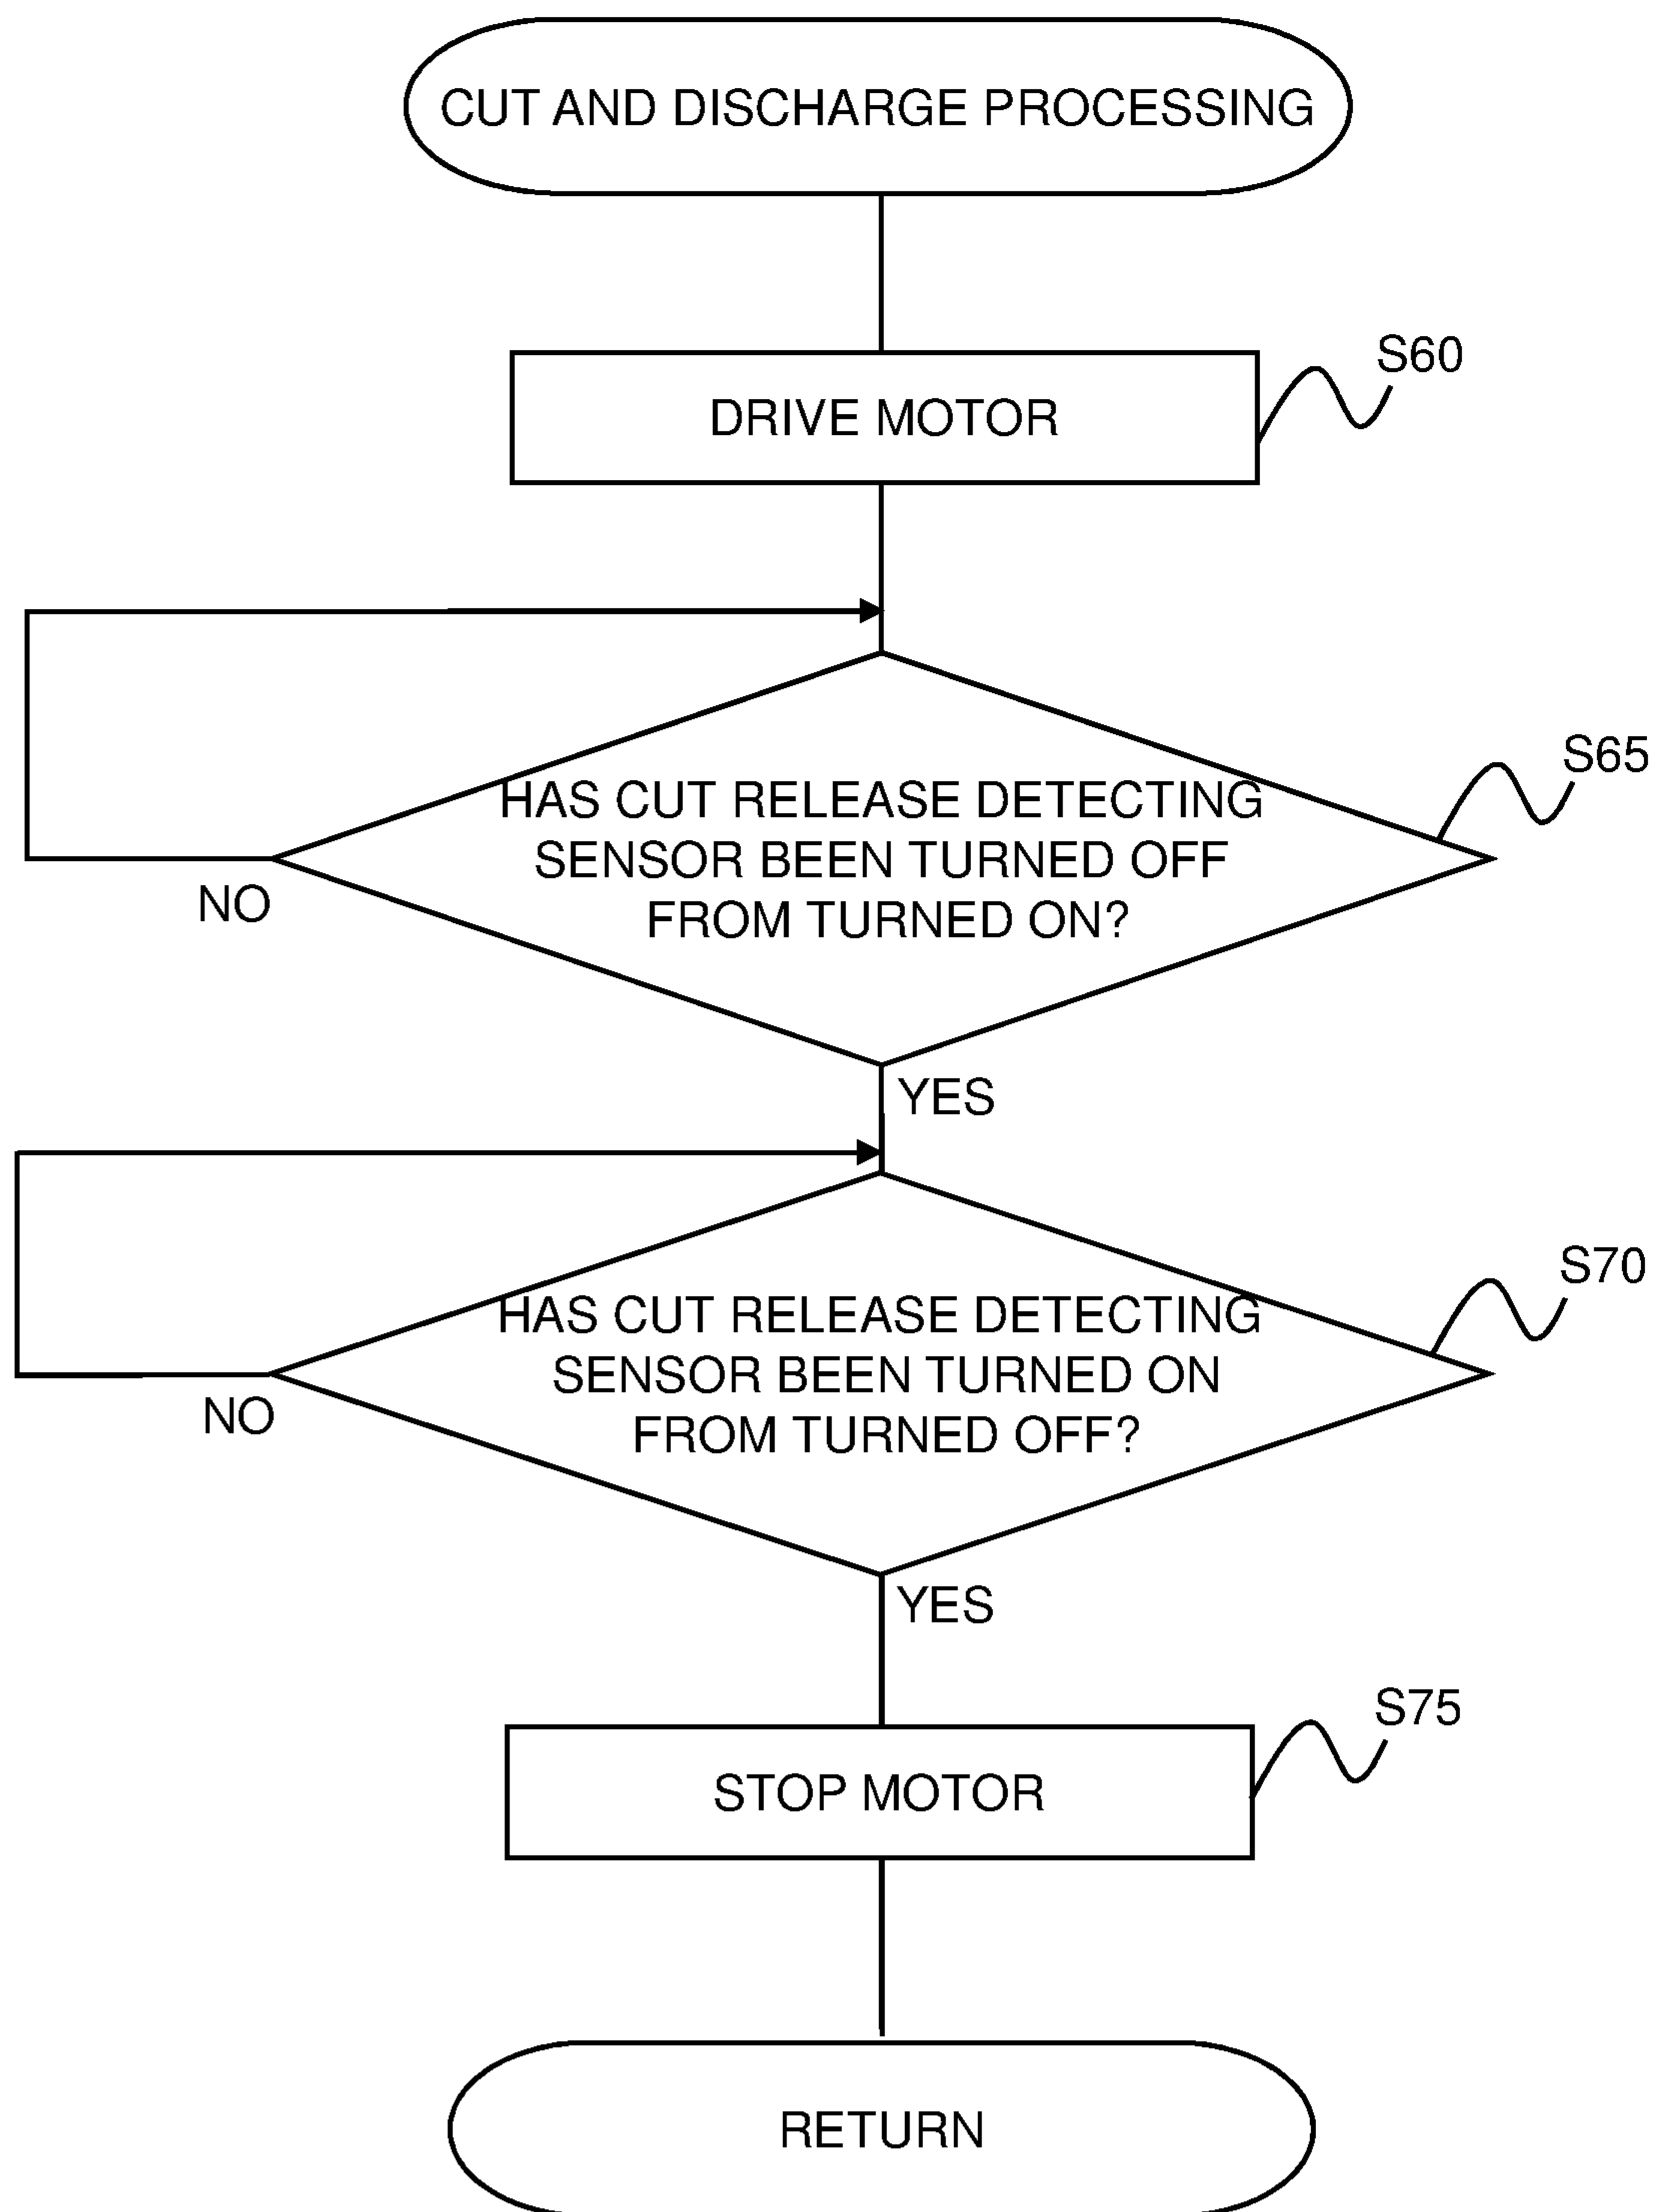 CUT AND DISCHARGE PROCESSING
S60
DRIVE MOTOR
S65
HAS CUT RELEASE DETECTING
SENSOR BEEN TURNED OFF
FROM TURNED ON?
NO
YES
S70
HAS CUT RELEASE DETECTING
SENSOR BEEN TURNED ON
FROM TURNED OFF?
NO
YES
S75
STOP MOTOR
RETURN